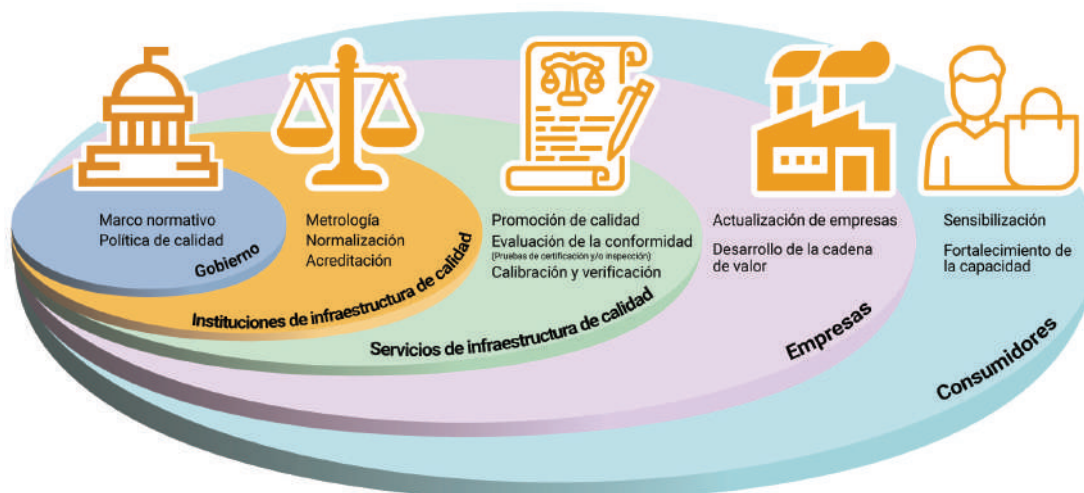 Marco normativo
Política de calidad
Gobierno
Metrología
Normalización
Acreditación
Instituciones de infraestructura de calidad
Promoción de calidad
Evaluación de la conformidad
(Pruebas de certificación y/o inspección)
Calibración y verificación
Servicios de infraestructura de calidad
Actualización de empresas
Desarrollo de la cadena
de valor
Empresas
Sensibilización
Fortalecimiento de
la capacidad
Consumidores